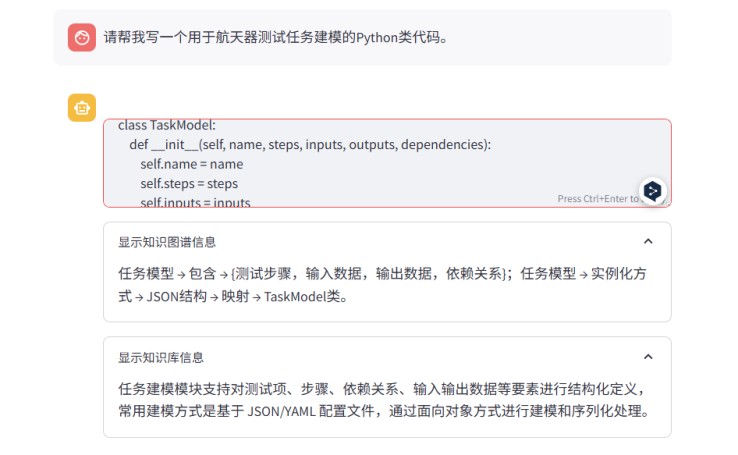 请帮我写一个用于航天器测试任务建模的Python类代码。
class TaskModel:
def __init__(self, name, steps, inputs, outputs, dependencies):
self.name = name
self.steps = steps
self.inputs = inputs
Press Ctrl+Enter to
显示知识图谱信息
任务模型 → 包含 → {测试步骤，输入数据，输出数据，依赖关系}；任务模型 → 实例化方
式 → JSON结构 → 映射 → TaskModel类。
显示知识库信息
任务建模模块支持对测试项、步骤、依赖关系、输入输出数据等要素进行结构化定义，
常用建模方式是基于 JSON/YAML 配置文件，通过面向对象方式进行建模和序列化处理。